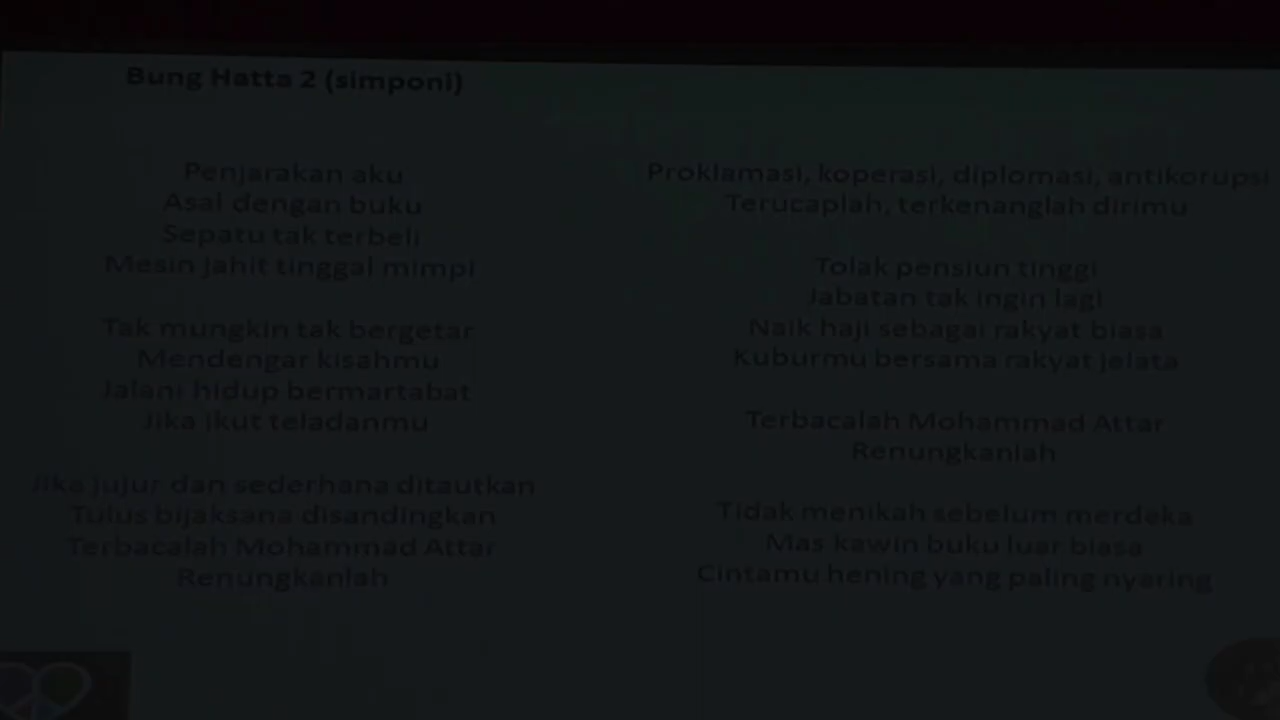 Bung Hatta 2 (simponi)
Penjarakan aku
Asal dengan buku
Sepatu tak terbeli
Mesin jahit tinggal mimpi
Tak mungkin tak bergetar
Mendengar kisahmu
Jalani hidup bermartabat
Jika ikut teladanmu
Jika jujur dan sederhana ditautkan
Tulus bijaksana disandingkan
Terbacalah Mohammad Attar
Renungkanlah
Proklamasi, koperasi, diplomasi, antikorupsi
Terucaplah, terkenanglah dirimu
Tolak pensiun tinggi
Jabatan tak ingin lagi
Naik haji sebagai rakyat biasa
Kuburmu bersama rakyat jelata
Terbacalah Mohammad Attar
Renungkanlah
Tidak menikah sebelum merdeka
Mas kawin buku luar biasa
Cintamu hening yang paling nyaring